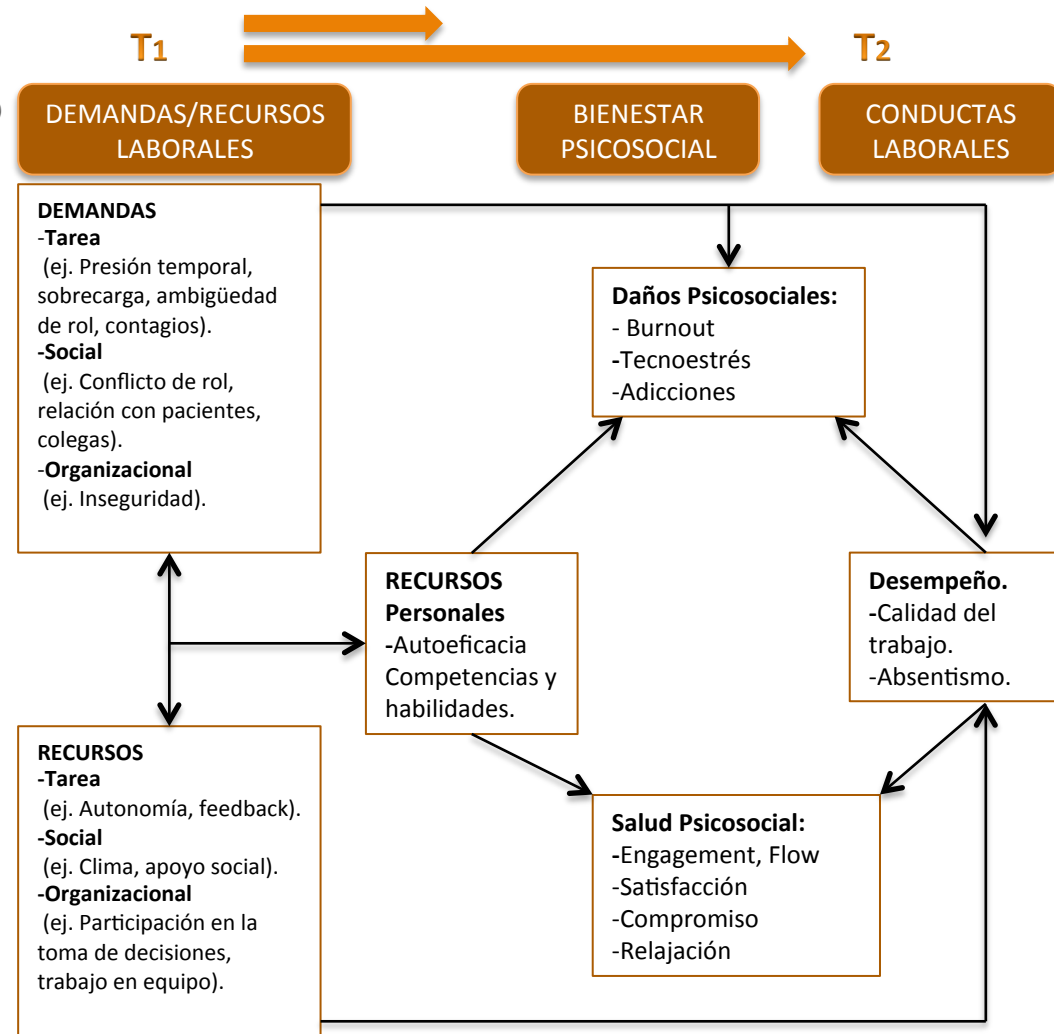 T1
T2
DEMANDAS/RECURSOS
LABORALES
BIENESTAR
PSICOSOCIAL
CONDUCTAS
LABORALES
DEMANDAS
-Tarea
(ej. Presión temporal,
sobrecarga, ambigüedad
de rol, contagios).
-Social
(ej. Conflicto de rol,
relación con pacientes,
colegas).
-Organizacional
(ej. Inseguridad).
Daños Psicosociales:
- Burnout
-Tecnoestrés
-Adicciones
RECURSOS
Personales
-Autoeficacia
Competencias y
habilidades.
Desempeño.
-Calidad del
trabajo.
-Absentismo.
RECURSOS
-Tarea
(ej. Autonomía, feedback).
-Social
(ej. Clima, apoyo social).
-Organizacional
(ej. Participación en la
toma de decisiones,
trabajo en equipo).
Salud Psicosocial:
-Engagement, Flow
-Satisfacción
-Compromiso
-Relajación